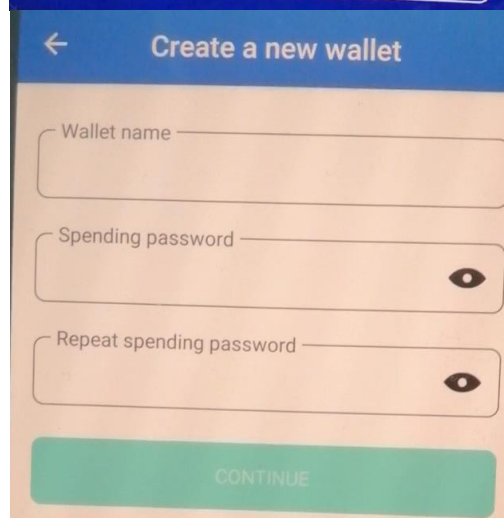 Create a new wallet
Wallet name
Spending password
Repeat spending password
CONTINUE